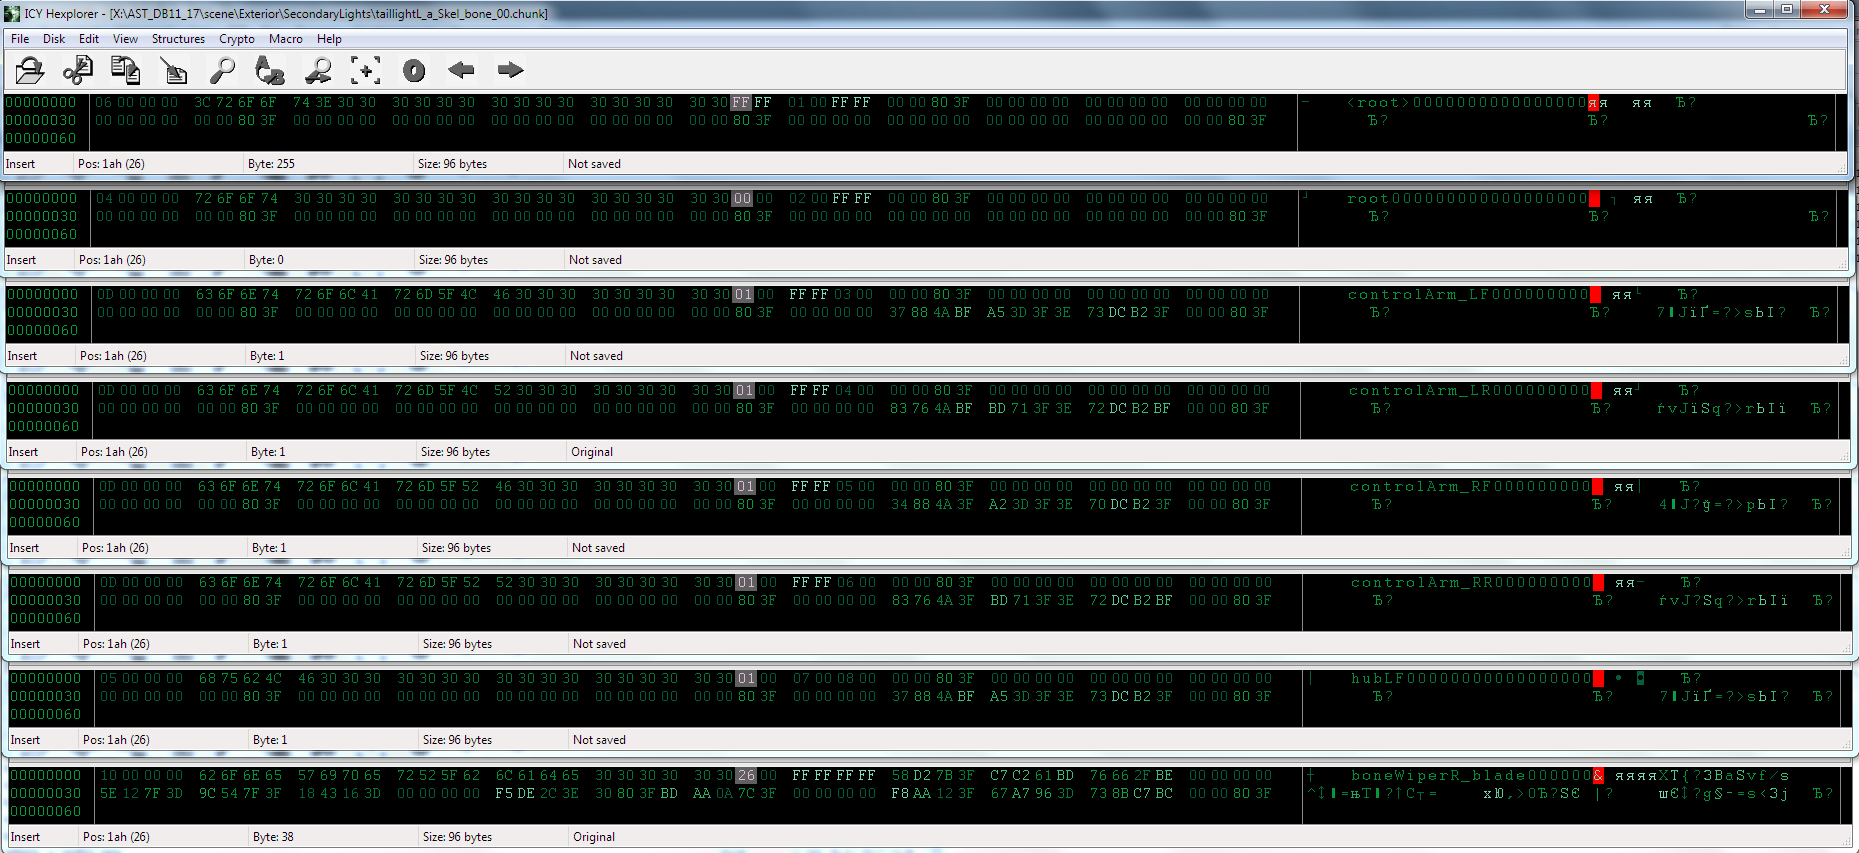 ICY Hexplorer - [X:\AST_DB11_17\scene\Exterior\SecondaryLights\taillightL_a_Skel_bone_00.chunk]
File Disk Edit View Structures Crypto Macro Help
00000000 06 00 00 00 3C 72 6F 6F 74 3E 30 30 30 30 30 30 30 30 30 30 30 30 30 30 30 30 FF FF 01 00 FF FF 00 00 80 3F 00 00 00 00 00 00 00 00 00 00 00 00 - <root>0000000000000000яя яя Ђ?
00000030 00 00 00 00 00 00 80 3F 00 00 00 00 00 00 00 00 00 00 00 00 00 00 00 00 00 00 80 3F 00 00 00 00 00 00 00 00 00 00 00 00 00 00 00 00 00 00 80 3F Ђ? Ђ? Ђ?
00000060
Insert Pos: 1ah (26) Byte: 255 Size: 96 bytes Not saved
00000000 04 00 00 00 72 6F 6F 74 30 30 30 30 30 30 30 30 30 30 30 30 30 30 30 30 30 30 00 00 02 00 FF FF 00 00 80 3F 00 00 00 00 00 00 00 00 00 00 00 00 ┘ root000000000000000000 ┐ яя Ђ?
00000030 00 00 00 00 00 00 80 3F 00 00 00 00 00 00 00 00 00 00 00 00 00 00 00 00 00 00 80 3F 00 00 00 00 00 00 00 00 00 00 00 00 00 00 00 00 00 00 80 3F Ђ? Ђ? Ђ?
00000060
Insert Pos: 1ah (26) Byte: 0 Size: 96 bytes Not saved
00000000 0D 00 00 00 63 6F 6E 74 72 6F 6C 41 72 6D 5F 4C 46 30 30 30 30 30 30 30 30 30 01 00 FF FF 03 00 00 00 80 3F 00 00 00 00 00 00 00 00 00 00 00 00 controlArm_LF000000000 яя└ Ђ?
00000030 00 00 00 00 00 00 80 3F 00 00 00 00 00 00 00 00 00 00 00 00 00 00 00 00 00 00 80 3F 00 00 00 00 37 88 4A BF A5 3D 3F 3E 73 DC B2 3F 00 00 80 3F Ђ? Ђ? 7▮JїҐ=?>sЬІ? Ђ?
00000060
Insert Pos: 1ah (26) Byte: 1 Size: 96 bytes Not saved
00000000 0D 00 00 00 63 6F 6E 74 72 6F 6C 41 72 6D 5F 4C 52 30 30 30 30 30 30 30 30 30 01 00 FF FF 04 00 00 00 80 3F 00 00 00 00 00 00 00 00 00 00 00 00 controlArm_LR000000000 яя┘ Ђ?
00000030 00 00 00 00 00 00 80 3F 00 00 00 00 00 00 00 00 00 00 00 00 00 00 00 00 00 00 80 3F 00 00 00 00 83 76 4A BF BD 71 3F 3E 72 DC B2 BF 00 00 80 3F Ђ? Ђ? ѓvJїЅq?>rЬІї Ђ?
00000060
Insert Pos: 1ah (26) Byte: 1 Size: 96 bytes Original
00000000 0D 00 00 00 63 6F 6E 74 72 6F 6C 41 72 6D 5F 52 46 30 30 30 30 30 30 30 30 30 01 00 FF FF 05 00 00 00 80 3F 00 00 00 00 00 00 00 00 00 00 00 00 controlArm_RF000000000 яя│ Ђ?
00000030 00 00 00 00 00 00 80 3F 00 00 00 00 00 00 00 00 00 00 00 00 00 00 00 00 00 00 80 3F 00 00 00 00 34 88 4A 3F A2 3D 3F 3E 70 DC B2 3F 00 00 80 3F Ђ? Ђ? 4▮J?ў=?>pЬІ? Ђ?
00000060
Insert Pos: 1ah (26) Byte: 1 Size: 96 bytes Not saved
00000000 0D 00 00 00 63 6F 6E 74 72 6F 6C 41 72 6D 5F 52 52 30 30 30 30 30 30 30 30 30 01 00 FF FF 06 00 00 00 80 3F 00 00 00 00 00 00 00 00 00 00 00 00 controlArm_RR000000000 яя- Ђ?
00000030 00 00 00 00 00 00 80 3F 00 00 00 00 00 00 00 00 00 00 00 00 00 00 00 00 00 00 80 3F 00 00 00 00 83 76 4A 3F BD 71 3F 3E 72 DC B2 BF 00 00 80 3F Ђ? Ђ? ѓvJ?Ѕq?>rЬІї Ђ?
00000060
Insert Pos: 1ah (26) Byte: 1 Size: 96 bytes Not saved
00000000 05 00 00 00 68 75 62 4C 46 30 30 30 30 30 30 30 30 30 30 30 30 30 30 30 30 30 01 00 07 00 08 00 00 00 80 3F 00 00 00 00 00 00 00 00 00 00 00 00 │ hubLF00000000000000000 • ◘ Ђ?
00000030 00 00 00 00 00 00 80 3F 00 00 00 00 00 00 00 00 00 00 00 00 00 00 00 00 00 00 80 3F 00 00 00 00 37 88 4A BF A5 3D 3F 3E 73 DC B2 3F 00 00 80 3F Ђ? Ђ? 7▮JїҐ=?>sЬІ? Ђ?
00000060
Insert Pos: 1ah (26) Byte: 1 Size: 96 bytes Not saved
00000000 10 00 00 00 62 6F 6E 65 57 69 70 65 72 52 5F 62 6C 61 64 65 30 30 30 30 30 30 26 00 FF FF FF FF 58 D2 7B 3F C7 C2 61 BD 76 66 2F BE 00 00 00 00 ┼ boneWiperR_blade000000& яяяяXТ{?ЗВaЅvf/ѕ
00000030 5E 12 7F 3D 9C 54 7F 3F 18 43 16 3D 00 00 00 00 F5 DE 2C 3E 30 80 3F BD AA 0A 7C 3F 00 00 00 00 F8 AA 12 3F 67 A7 96 3D 73 8B C7 BC 00 00 80 3F ^↕▮=њT▮?↑C┬= хЮ,>0Ђ?ЅЄ |? шЄ↕?g§–=s‹Зј Ђ?
00000060
Insert Pos: 1ah (26) Byte: 38 Size: 96 bytes Original